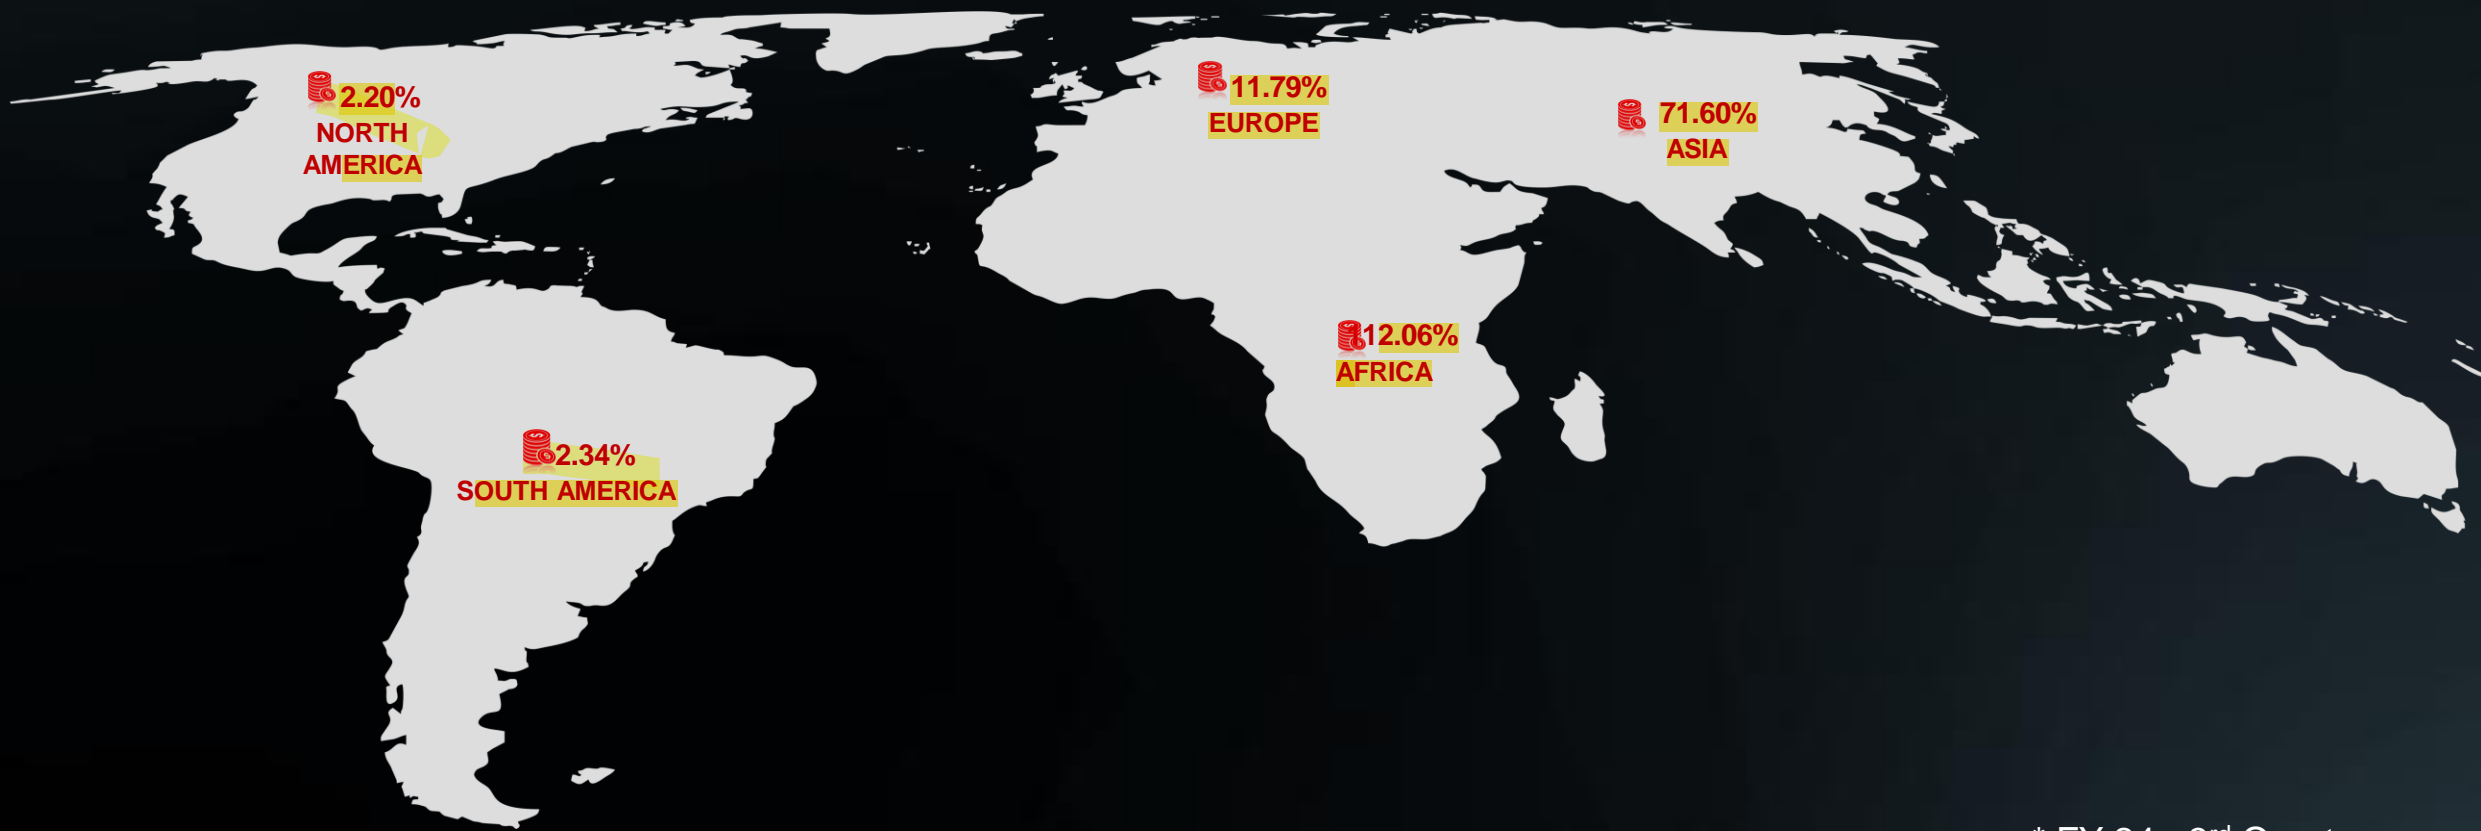 2.20%
NORTH
AMERICA
11.79%
EUROPE
71.60%
ASIA
12.06%
AFRICA
2.34%
SOUTH AMERICA